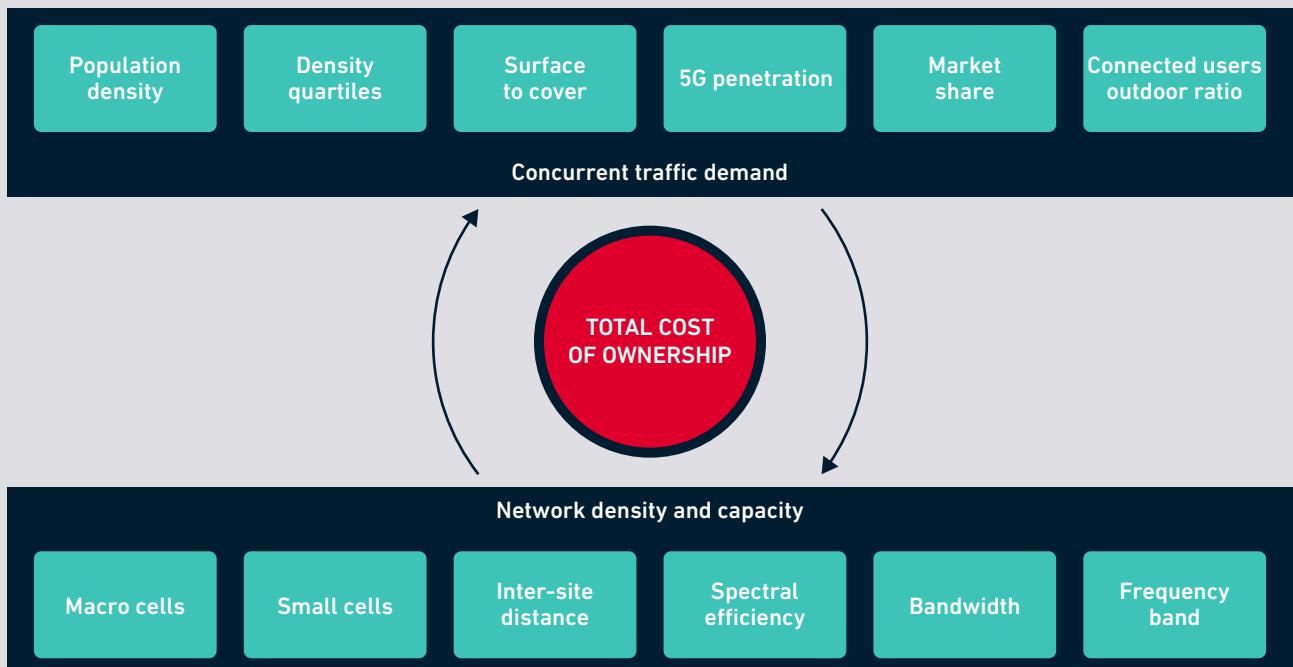 Population
density
Density
quartiles
Surface
to cover
5G penetration
Market
share
Connected users
outdoor ratio
Concurrent traffic demand
TOTAL COST
OF OWNERSHIP
Network density and capacity
Macro cells
Small cells
Inter-site
distance
Spectral
efficiency
Bandwidth
Frequency
band